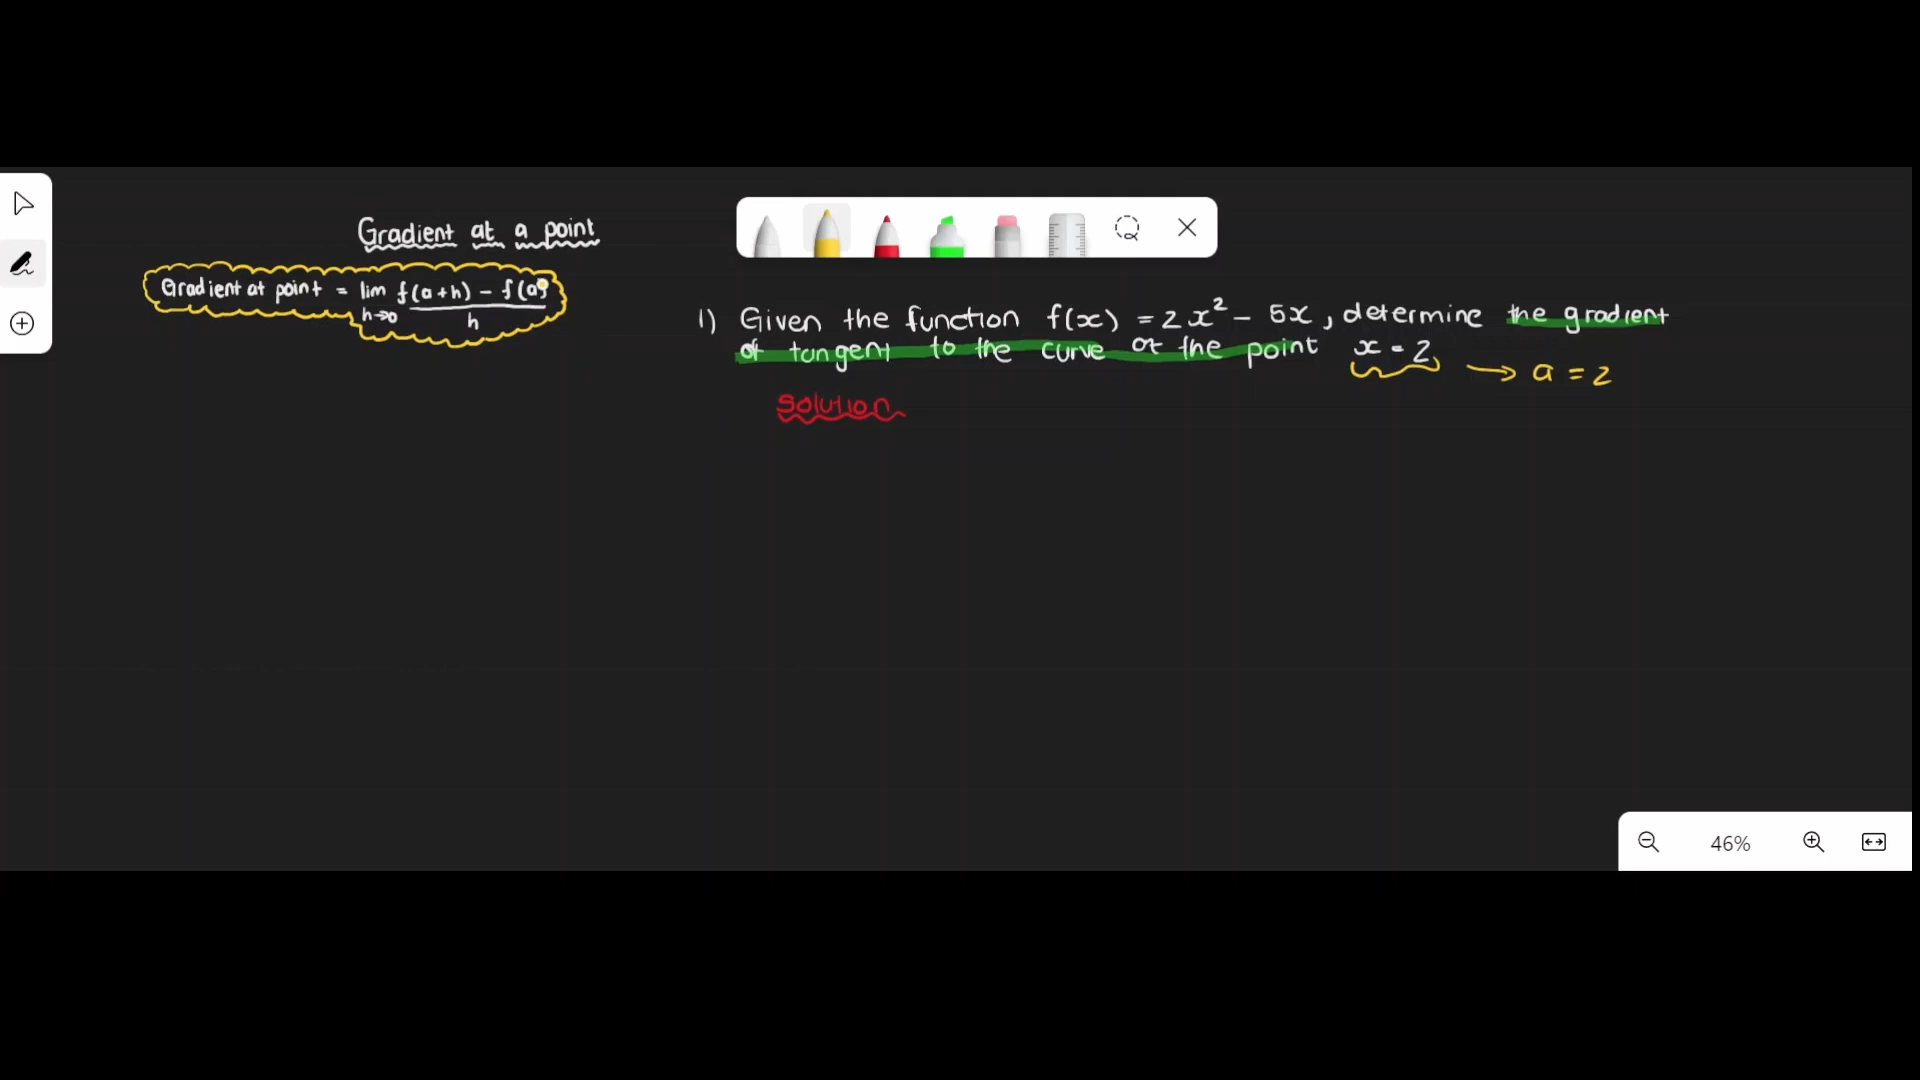 Gradient at a point
Gradient at point = lim f(a+h) - f(a)
h→0 h
1) Given the function f(x) = 2x² - 5x, determine the gradient
of tangent to the curve at the point x = 2
→ a = 2
Solution
46%